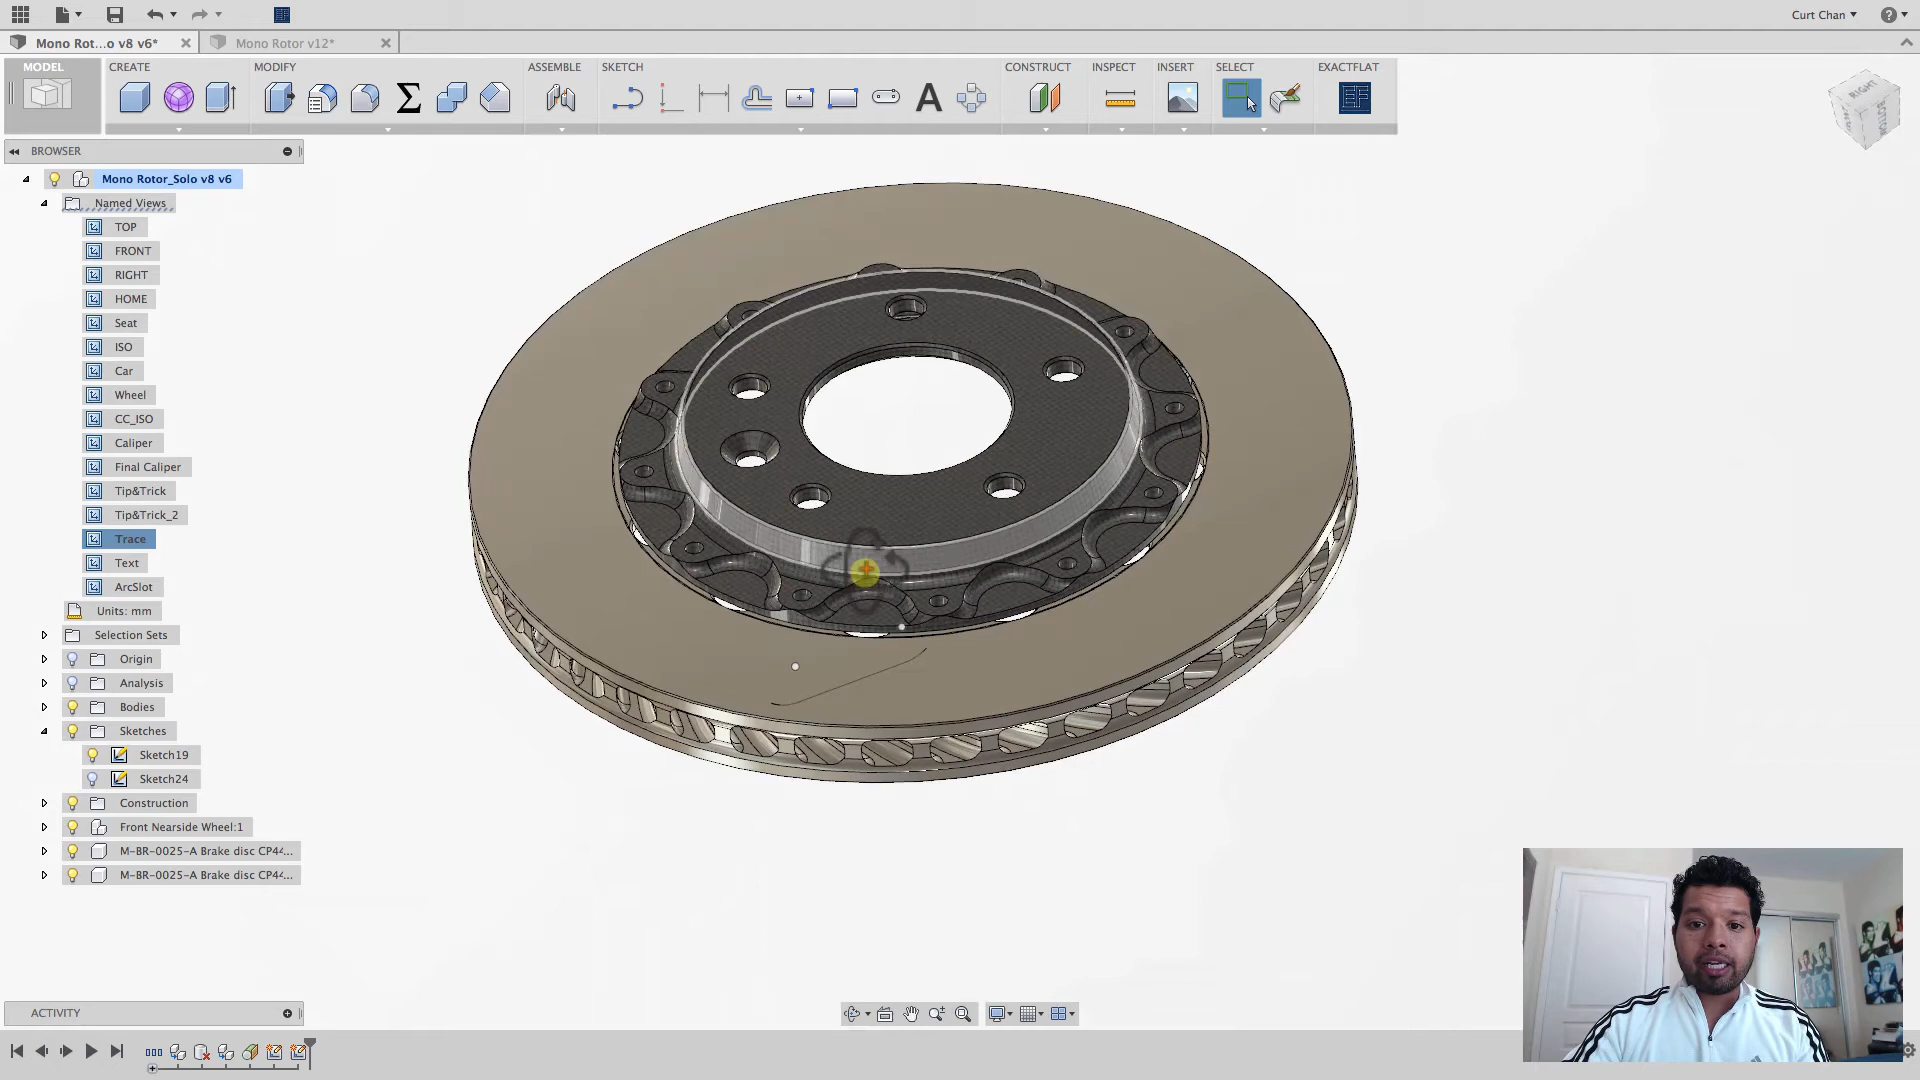 Curt Chan
Mono Rot...o v8 v6*
Mono Rotor v12*
MODEL
CREATE
MODIFY
ASSEMBLE
SKETCH
CONSTRUCT
INSPECT
INSERT
SELECT
EXACTFLAT
RIGHT
BROWSER
Mono Rotor_Solo v8 v6
Named Views
TOP
FRONT
RIGHT
HOME
Seat
ISO
Car
Wheel
CC_ISO
Caliper
Final Caliper
Tip&Trick
Tip&Trick_2
Trace
Text
ArcSlot
Units: mm
Selection Sets
Origin
Analysis
Bodies
Sketches
Sketch19
Sketch24
Construction
Front Nearside Wheel:1
M-BR-0025-A Brake disc CP44...
M-BR-0025-A Brake disc CP44...
ACTIVITY